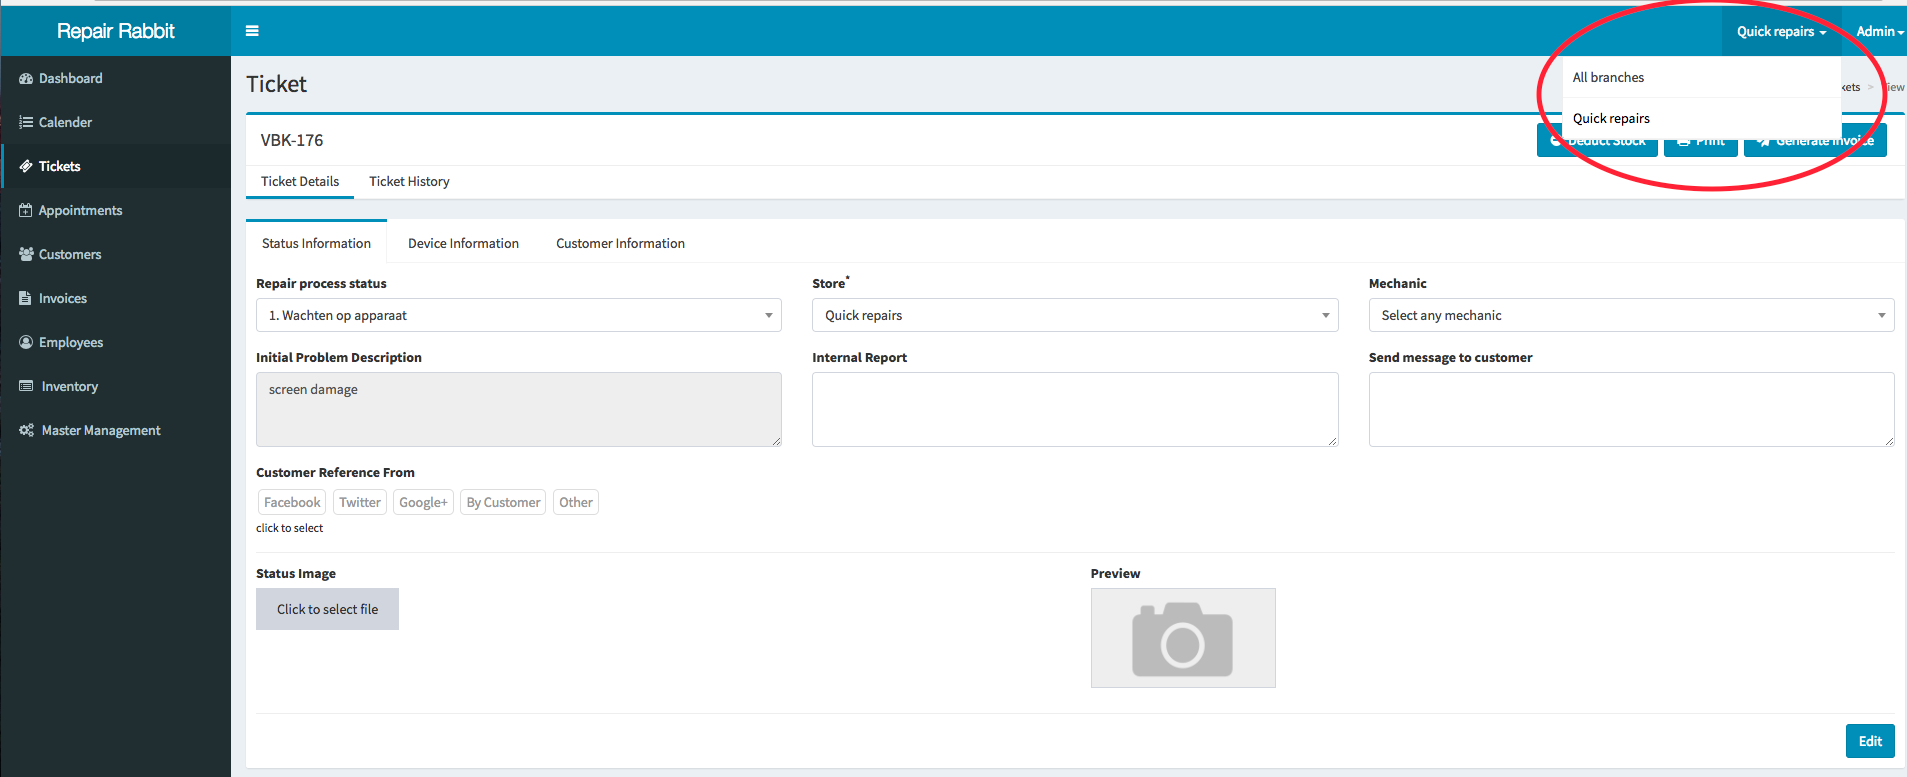 Repair Rabbit
Quick repairs
Admin
Dashboard
Calender
Tickets
Appointments
Customers
Invoices
Employees
Inventory
Master Management
All branches
Quick repairs
Ticket
kets > View
VBK-176
Deduct Stock
Print
Generate Invoice
Ticket Details
Ticket History
Status Information
Device Information
Customer Information
Repair process status
1. Wachten op apparaat
Store*
Quick repairs
Mechanic
Select any mechanic
Initial Problem Description
screen damage
Internal Report
Send message to customer
Customer Reference From
Facebook
Twitter
Google+
By Customer
Other
click to select
Status Image
Click to select file
Preview
Edit